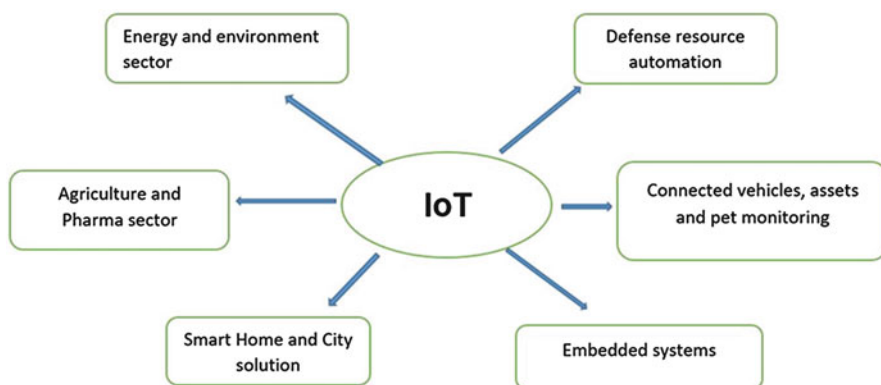 Energy and environment
sector
Defense resource
automation
Agriculture and
Pharma sector
IoT
Connected vehicles, assets
and pet monitoring
Smart Home and City
solution
Embedded systems